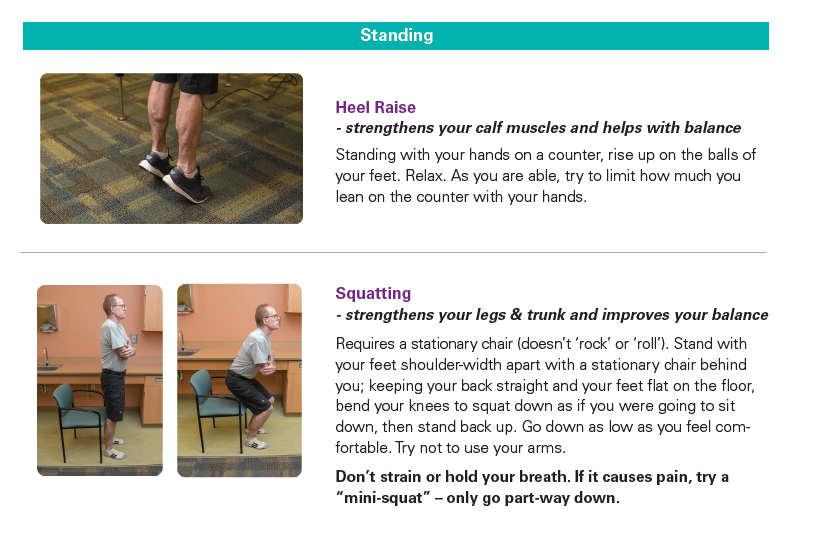 Standing
Heel Raise
- strengthens your calf muscles and helps with balance
Standing with your hands on a counter, rise up on the balls of
your feet. Relax. As you are able, try to limit how much you
lean on the counter with your hands.
Squatting
- strengthens your legs & trunk and improves your balance
Requires a stationary chair (doesn’t ‘rock’ or ‘roll’). Stand with
your feet shoulder-width apart with a stationary chair behind
you; keeping your back straight and your feet flat on the floor,
bend your knees to squat down as if you were going to sit
down, then stand back up. Go down as low as you feel com-
fortable. Try not to use your arms.
Don’t strain or hold your breath. If it causes pain, try a
“mini-squat” – only go part-way down.